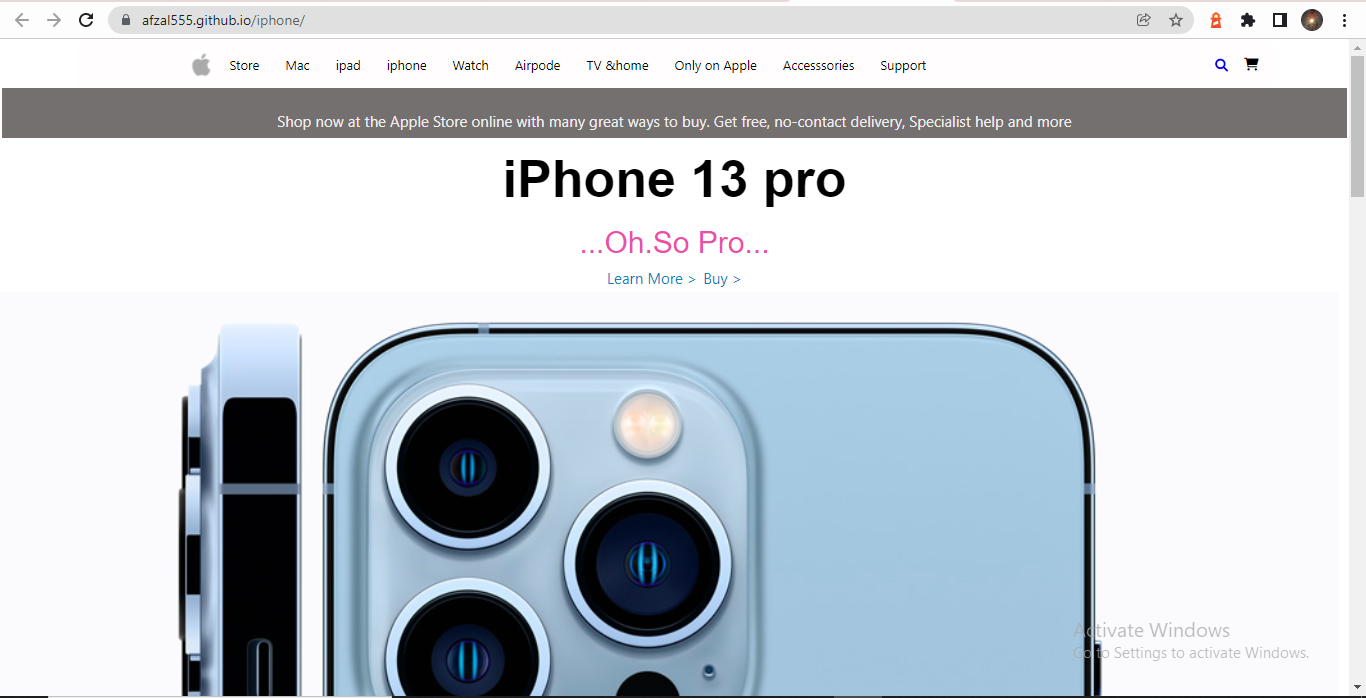 afzal555.github.io/iphone/
Store Mac ipad iphone Watch Airpode TV &home Only on Apple Accesssories Support
Shop now at the Apple Store online with many great ways to buy. Get free, no-contact delivery, Specialist help and more
iPhone 13 pro
...Oh.So Pro...
Learn More > Buy >
Activate Windows
Go to Settings to activate Windows.